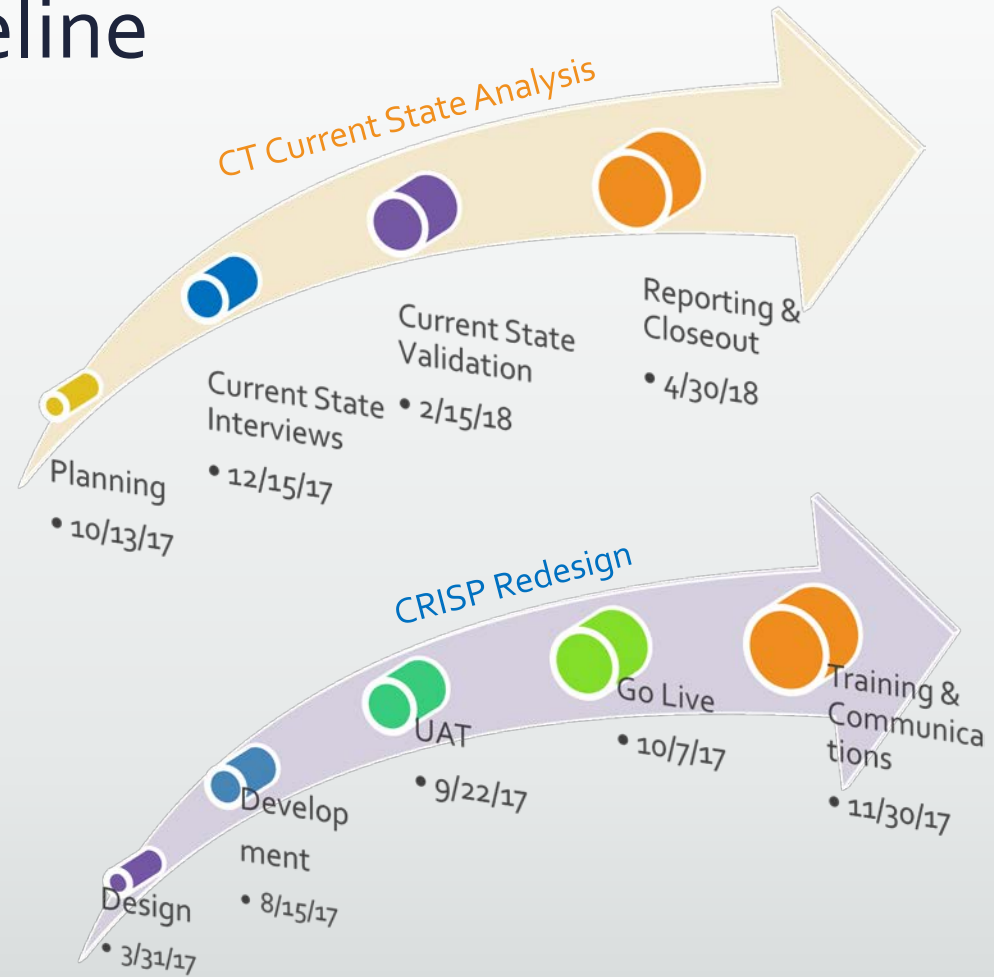 eline
CT Current State Analysis
Planning
• 10/13/17
Current State
Interviews
• 12/15/17
Current State
Validation
• 2/15/18
Reporting &
Closeout
• 4/30/18
CRISP Redesign
Design
• 3/31/17
Develop
ment
• 8/15/17
UAT
• 9/22/17
Go Live
• 10/7/17
Training &
Communica
tions
• 11/30/17